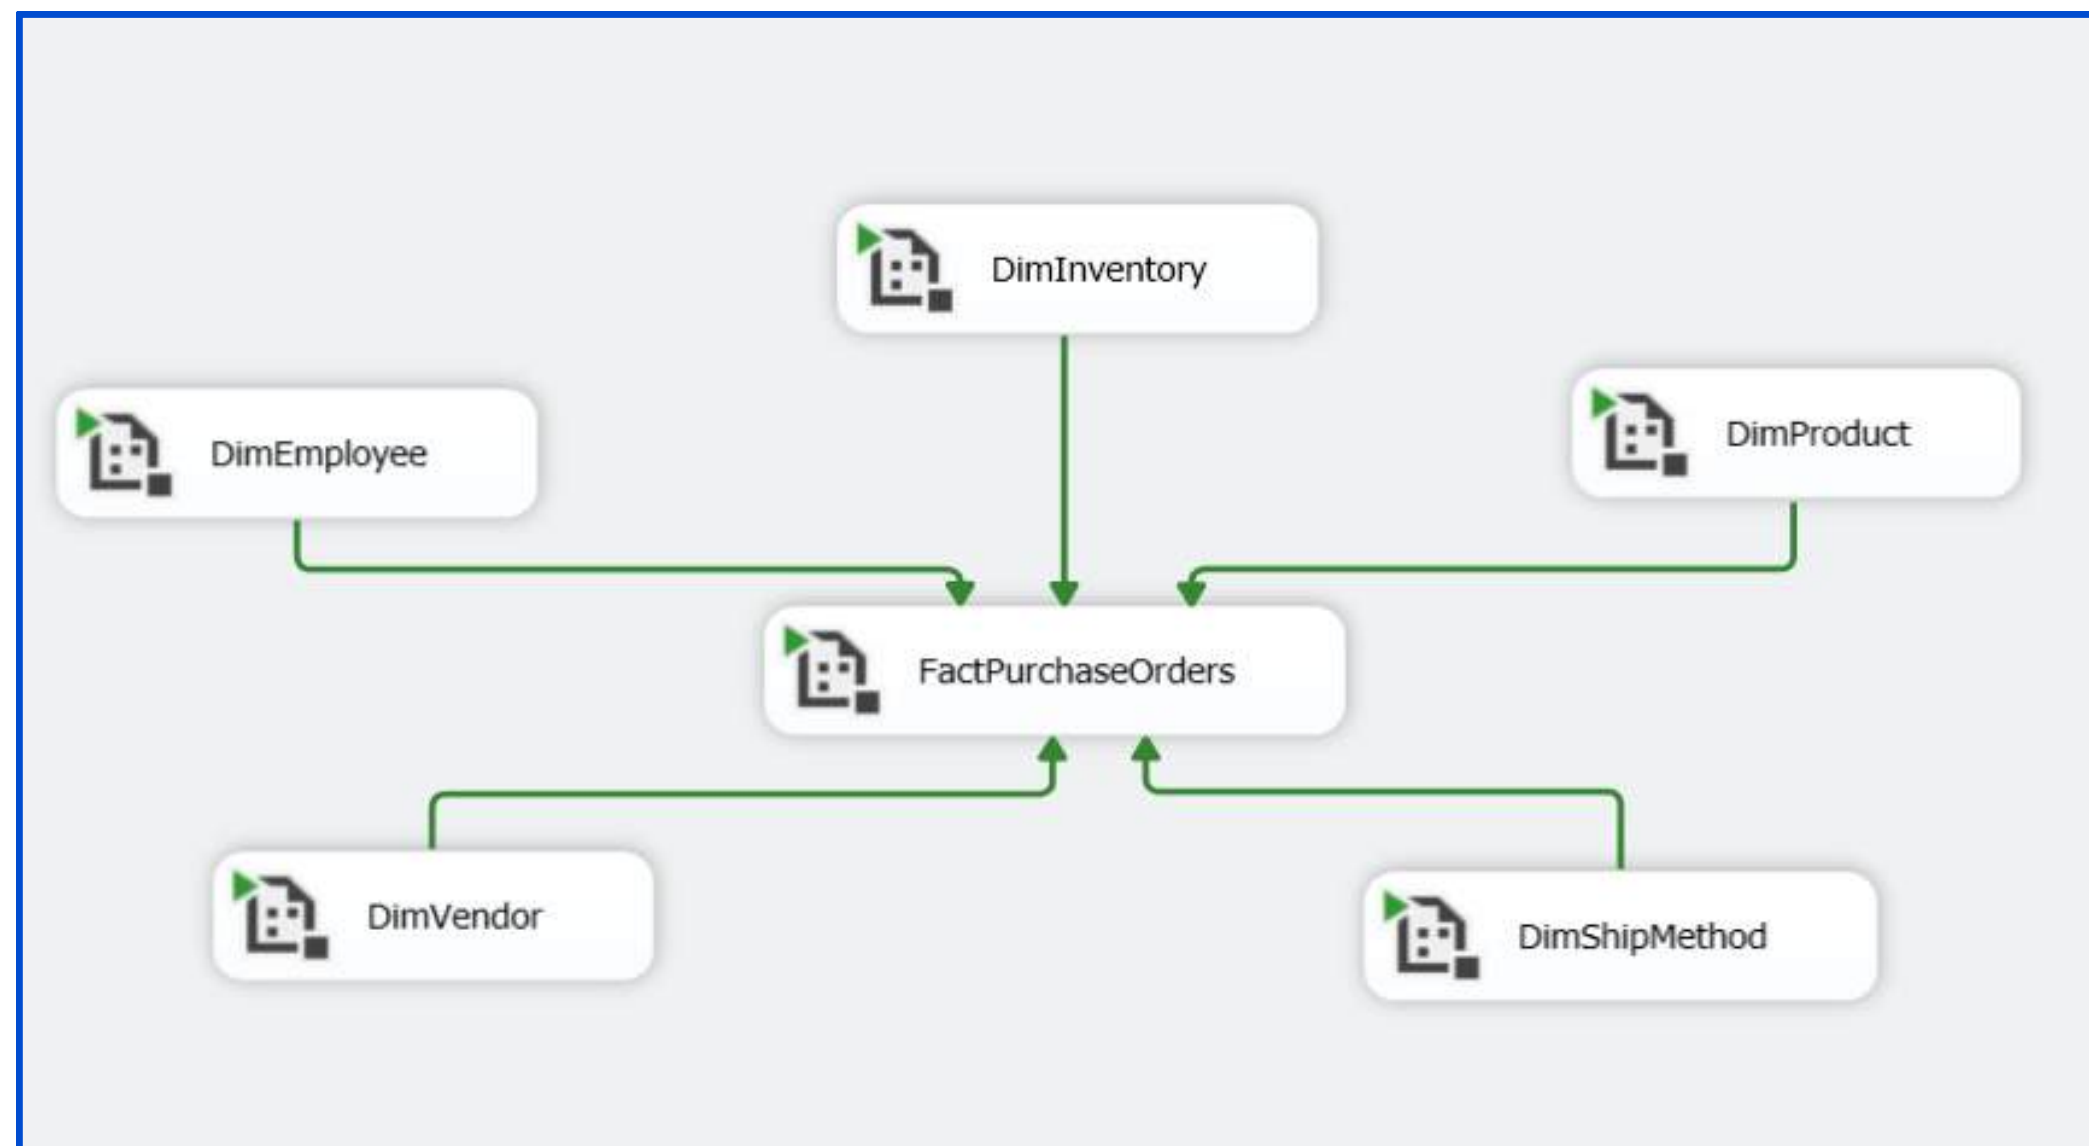 DimInventory
DimEmployee
DimProduct
FactPurchaseOrders
DimVendor
DimShipMethod